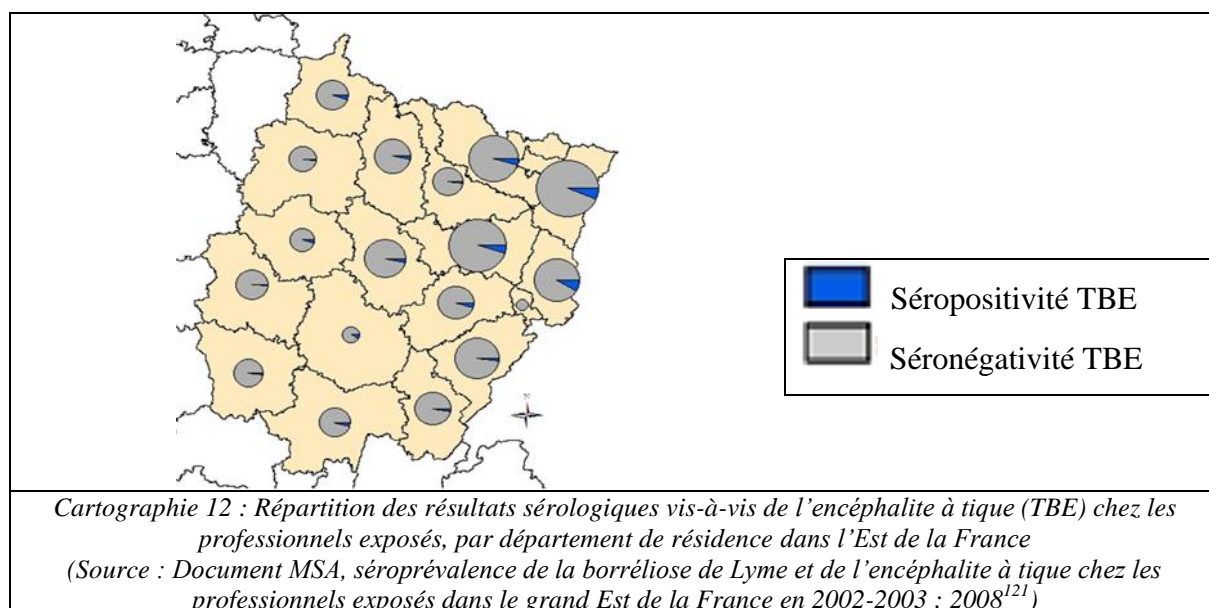 N
Séropositivité TBE
Séronégativité TBE
Cartographie 12 : Répartition des résultats sérologiques vis-à-vis de l'encéphalite à tique (TBE) chez les
professionnels exposés, par département de résidence dans l'Est de la France
(Source : Document MSA, séroprévalence de la borréliose de Lyme et de l'encéphalite à tique chez les
professionnels exposés dans le grand Est de la France en 2002-2003 ; 2008121)